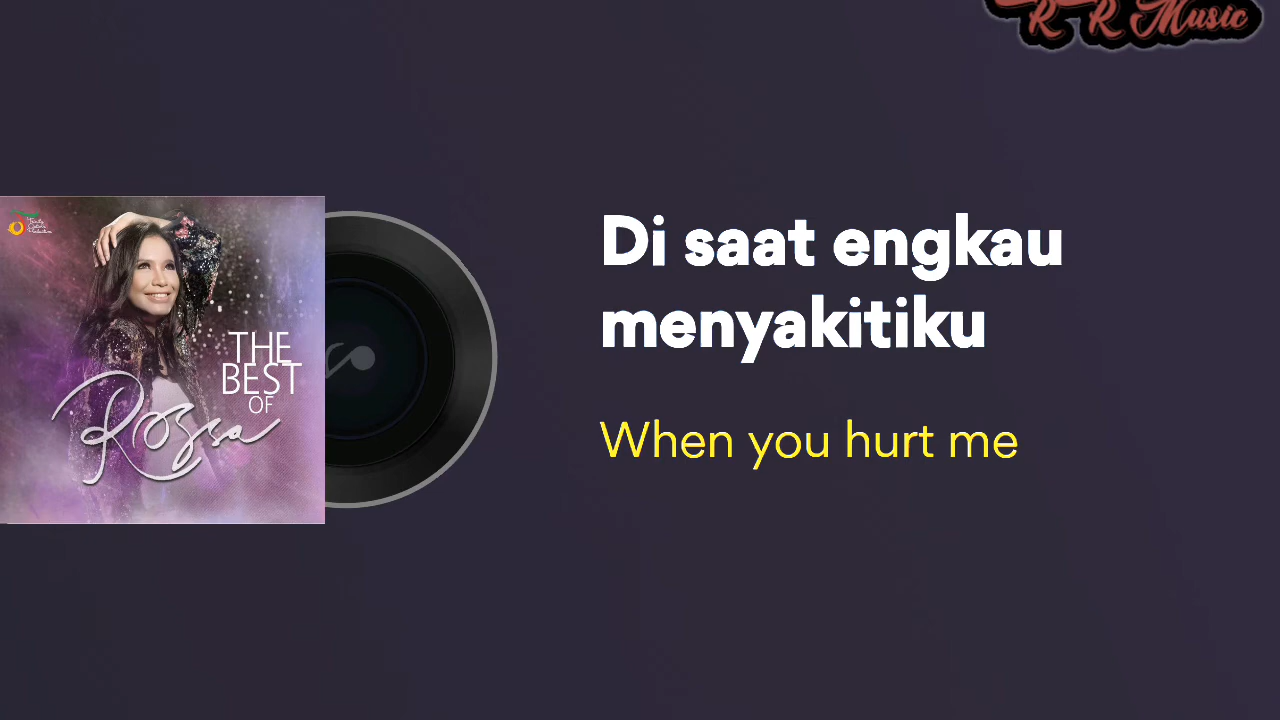 R R Music
Di saat engkau
menyakitiku
When you hurt me
THE
BEST
OF
Rossa